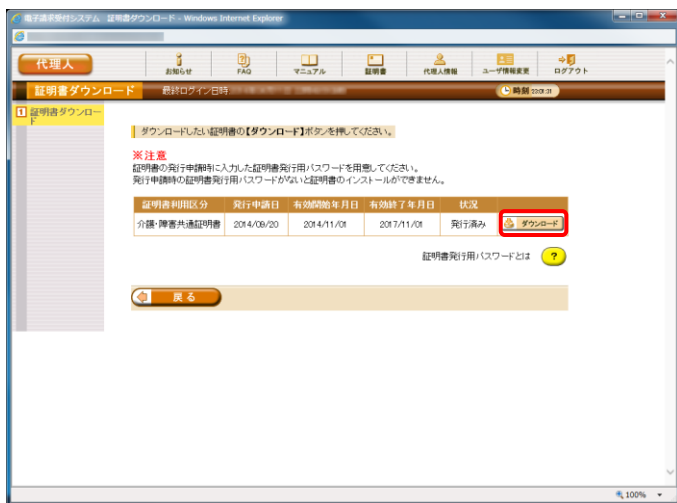 電子請求受付システム 証明書ダウンロード - Windows Internet Explorer
代理人
お知らせ FAQ マニュアル 証明書 代理人情報 ユーザ情報変更 ログアウト
証明書ダウンロード 最終ログイン日時 時刻 23:01:31
1 証明書ダウンロー
ド
ダウンロードしたい証明書の【ダウンロード】ボタンを押してください。
※注意
証明書の発行申請時に入力した証明書発行用パスワードを用意してください。
発行申請時の証明書発行用パスワードがないと証明書のインストールができません。
証明書利用区分 発行申請日 有効開始年月日 有効終了年月日 状況
介護・障害共通証明書 2014/09/20 2014/11/01 2017/11/01 発行済み ダウンロード
証明書発行用パスワードとは ?
戻る
100%